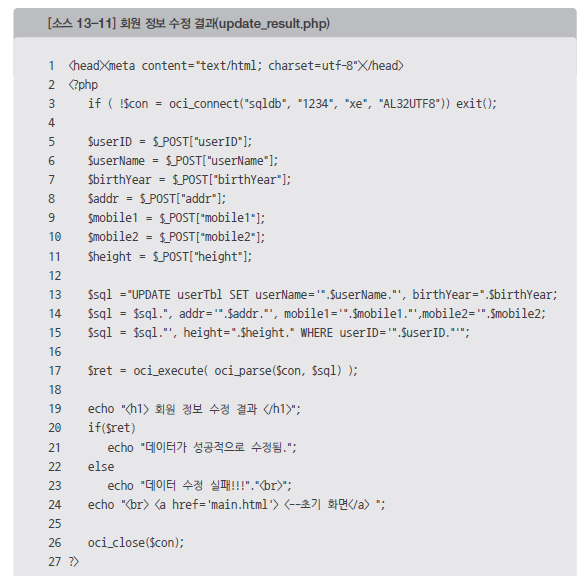 [소스 13-11] 회원 정보 수정 결과(update_result.php)
1 <head><meta content="text/html; charset=utf-8"></head>
2 <?php
3 if ( !$con = oci_connect("sqldb", "1234", "xe", "AL32UTF8")) exit();
4
5 $userID = $_POST["userID"];
6 $userName = $_POST["userName"];
7 $birthYear = $_POST["birthYear"];
8 $addr = $_POST["addr"];
9 $mobile1 = $_POST["mobile1"];
10 $mobile2 = $_POST["mobile2"];
11 $height = $_POST["height"];
12
13 $sql ="UPDATE userTbl SET userName='".$userName."', birthYear=".$birthYear;
14 $sql = $sql.", addr='".$addr."', mobile1='".$mobile1."',mobile2='".$mobile2;
15 $sql = $sql."', height=".$height." WHERE userID='".$userID."'";
16
17 $ret = oci_execute( oci_parse($con, $sql) );
18
19 echo "<h1> 회원 정보 수정 결과 </h1>";
20 if($ret)
21 echo "데이터가 성공적으로 수정됨.";
22 else
23 echo "데이터 수정 실패!!!"."<br>";
24 echo "<br> <a href='main.html'> <--초기 화면</a> ";
25
26 oci_close($con);
27 ?>